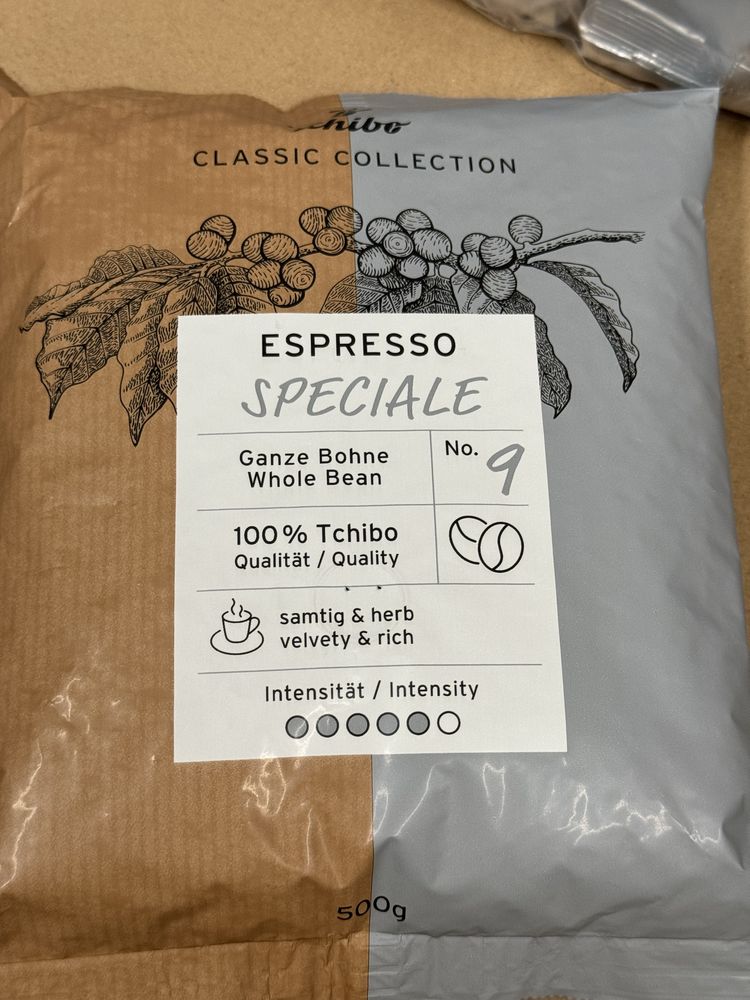 Tchibo
CLASSIC COLLECTION
ESPRESSO
SPECIALE
Ganze Bohne
Whole Bean
No. 9
100% Tchibo
Qualität / Quality
samtig & herb
velvety & rich
Intensität / Intensity
500g